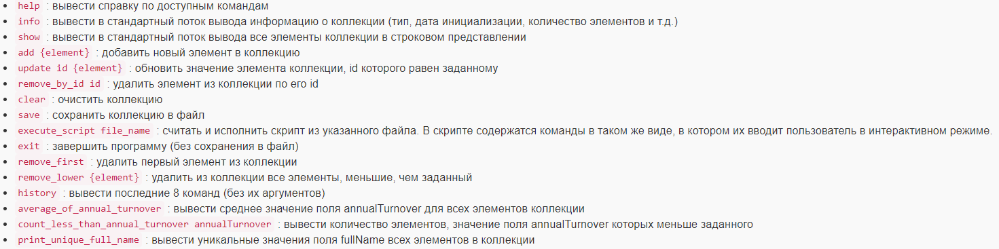 help : вывести справку по доступным командам
info : вывести в стандартный поток вывода информацию о коллекции (тип, дата инициализации, количество элементов и т.д.)
show : вывести в стандартный поток вывода все элементы коллекции в строковом представлении
add {element} : добавить новый элемент в коллекцию
update id {element} : обновить значение элемента коллекции, id которого равен заданному
remove_by_id id : удалить элемент из коллекции по его id
clear : очистить коллекцию
save : сохранить коллекцию в файл
execute_script file_name : считать и исполнить скрипт из указанного файла. В скрипте содержатся команды в таком же виде, в котором их вводит пользователь в интерактивном режиме.
exit : завершить программу (без сохранения в файл)
remove_first : удалить первый элемент из коллекции
remove_lower {element} : удалить из коллекции все элементы, меньшие, чем заданный
history : вывести последние 8 команд (без их аргументов)
average_of_annual_turnover : вывести среднее значение поля annualTurnover для всех элементов коллекции
count_less_than_annual_turnover annualTurnover : вывести количество элементов, значение поля annualTurnover которых меньше заданного
print_unique_full_name : вывести уникальные значения поля fullName всех элементов в коллекции